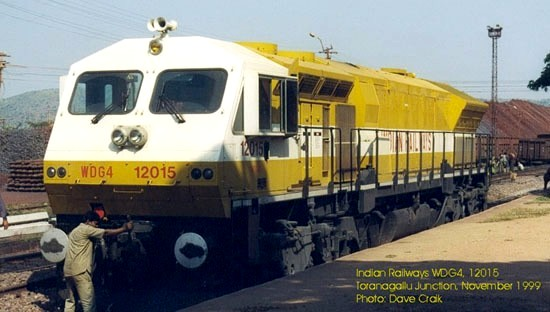 WDG4 12015
12015
INDIAN RAILWAYS
Indian Railways WDG4, 12015
Toranagallu Junction, November 1999
Photo: Dave Craik